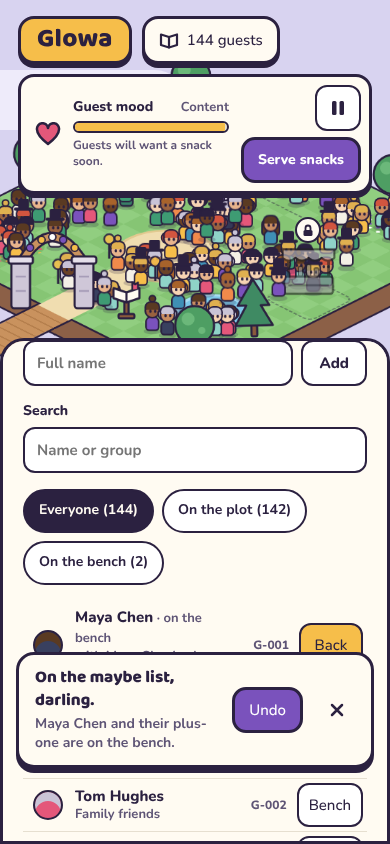 Glowa
144 guests
Guest mood
Content
Guests will want a snack
soon.
Serve snacks
Full name
Add
Search
Name or group
Everyone (144)
On the plot (142)
On the bench (2)
Maya Chen · on the
bench
G-001
Back
On the maybe list,
darling.
Maya Chen and their plus-
one are on the bench.
Undo
Tom Hughes
Family friends
G-002
Bench